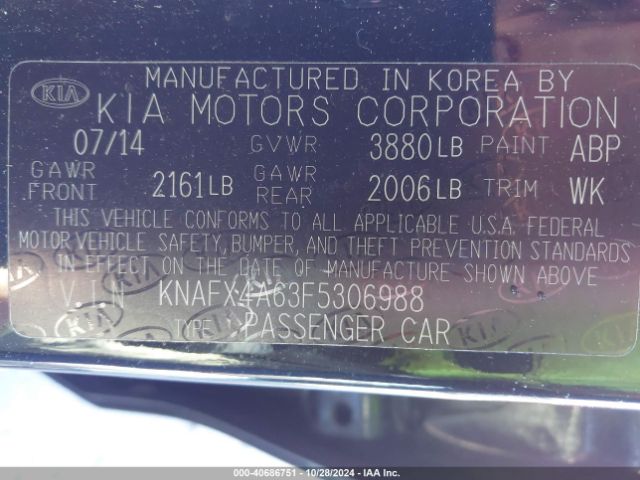 MANUFACTURED IN KOREA BY
KIA KIA MOTORS CORPORATION
07/14 GVWR 3880LB PAINT ABP
GAWR FRONT 2161LB GAWR REAR 2006LB TRIM WK
THIS VEHICLE CONFORMS TO ALL APPLICABLE U.S.A. FEDERAL
MOTOR VEHICLE SAFETY, BUMPER, AND THEFT PREVENTION STANDARDS
IN EFFECT ON THE DATE OF MANUFACTURE SHOWN ABOVE
V.I.N KNAFX4A63F5306988
TYPE : PASSENGER CAR
000-40686751 | 10/28/2024 | IAAI.com